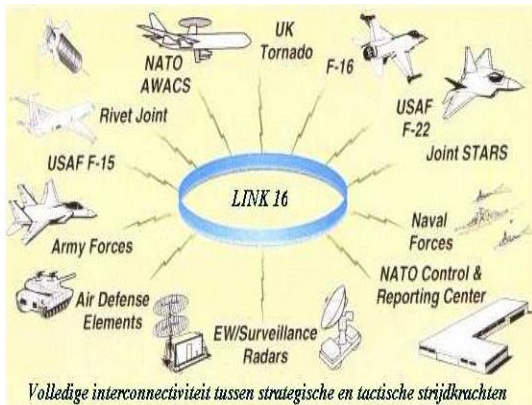 NATO
AWACS
UK
Tornado
F-16
Rivet Joint
USAF
F-22
USAF F-15
Joint STARS
LINK 16
Army Forces
Naval
Forces
Air Defense
Elements
NATO Control &
Reporting Center
EW/Surveillance
Radars
Volledige interconnectiviteit tussen strategische en tactische strijdkrachten